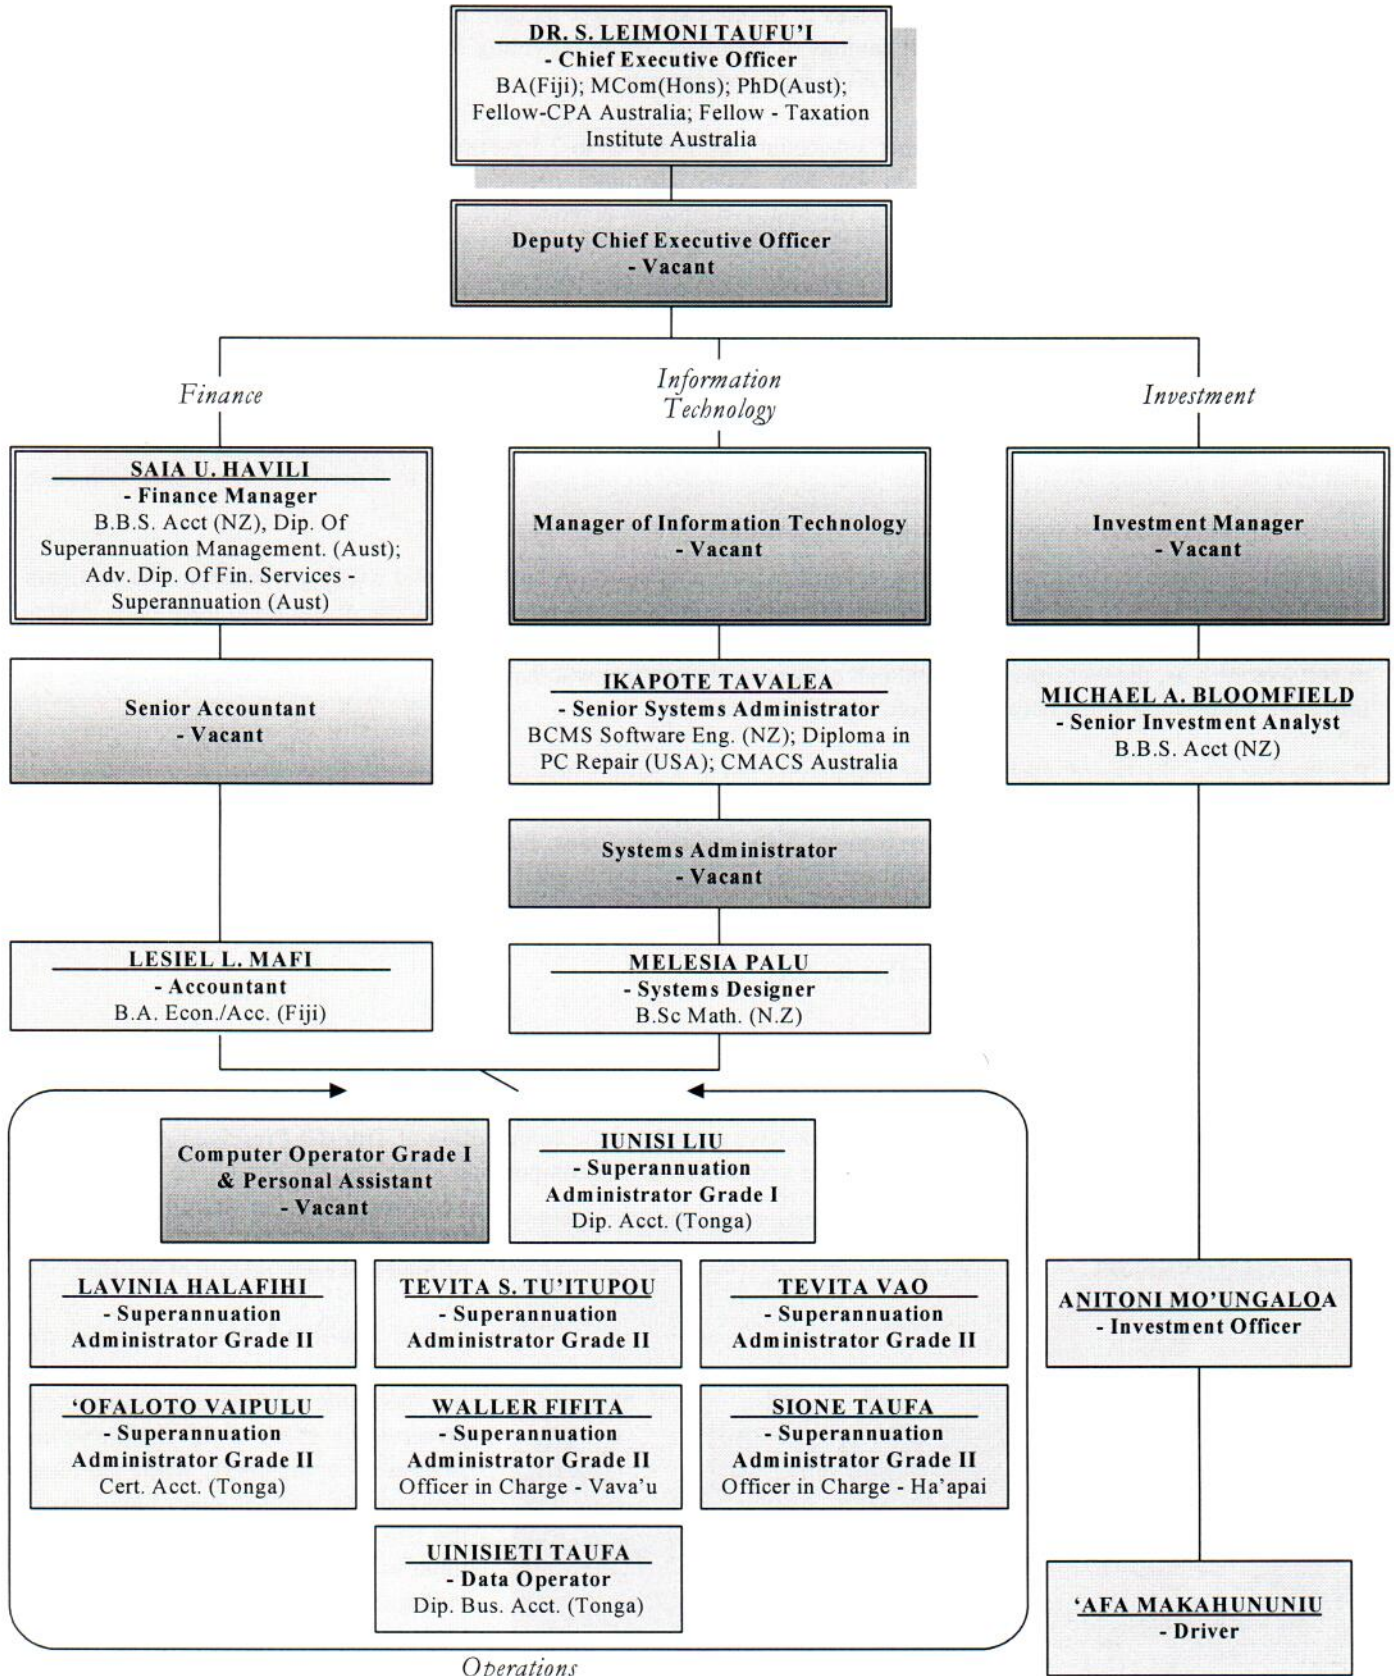 DR. S. LEIMONI TAUFU'I
- Chief Executive Officer
BA(Fiji); MCom(Hons); PhD(Aust);
Fellow-CPA Australia; Fellow - Taxation
Institute Australia
Deputy Chief Executive Officer
- Vacant
Finance
Information
Technology
Investment
SAIA U. HAVILI
- Finance Manager
B.B.S. Acct (NZ), Dip. Of
Superannuation Management. (Aust);
Adv. Dip. Of Fin. Services -
Superannuation (Aust)
Manager of Information Technology
- Vacant
Investment Manager
- Vacant
Senior Accountant
- Vacant
IKAPOTE TAVALEA
- Senior Systems Administrator
BCMS Software Eng. (NZ); Diploma in
PC Repair (USA); CMACS Australia
MICHAEL A. BLOOMFIELD
- Senior Investment Analyst
B.B.S. Acct (NZ)
Systems Administrator
- Vacant
LESIEL L. MAFI
- Accountant
B.A. Econ./Acc. (Fiji)
MELESIA PALU
- Systems Designer
B.Sc Math. (N.Z)
Computer Operator Grade I
& Personal Assistant
- Vacant
IUNISI LIU
- Superannuation
Administrator Grade I
Dip. Acct. (Tonga)
LAVINIA HALAFIHI
- Superannuation
Administrator Grade II
TEVITA S. TU'ITUPOU
- Superannuation
Administrator Grade II
TEVITA VAO
- Superannuation
Administrator Grade II
ANITONI MO'UNGALOA
- Investment Officer
'OFALOTO VAIPULU
- Superannuation
Administrator Grade II
Cert. Acct. (Tonga)
WALLER FIFITA
- Superannuation
Administrator Grade II
Officer in Charge - Vava'u
SIONE TAUFA
- Superannuation
Administrator Grade II
Officer in Charge - Ha'apai
UINISIETI TAUFA
- Data Operator
Dip. Bus. Acct. (Tonga)
'AFA MAKAHUNUNIU
- Driver
Operations